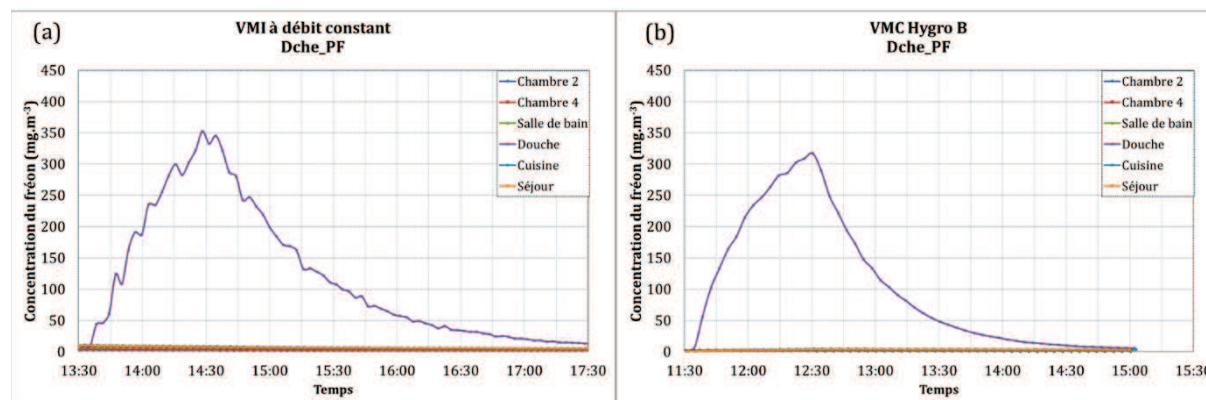 (a)
VMI à débit constant
Dche_PF
Concentration du fréon (mg.m⁻³)
450
400
350
300
250
200
150
100
50
0
Chambre 2
Chambre 4
Salle de bain
Douche
Cuisine
Séjour
13:30 14:00 14:30 15:00 15:30 16:00 16:30 17:00 17:30
Temps
(b)
VMC Hygro B
Dche_PF
Concentration du fréon (mg.m⁻³)
450
400
350
300
250
200
150
100
50
0
Chambre 2
Chambre 4
Salle de bain
Douche
Cuisine
Séjour
11:30 12:00 12:30 13:00 13:30 14:00 14:30 15:00 15:30
Temps